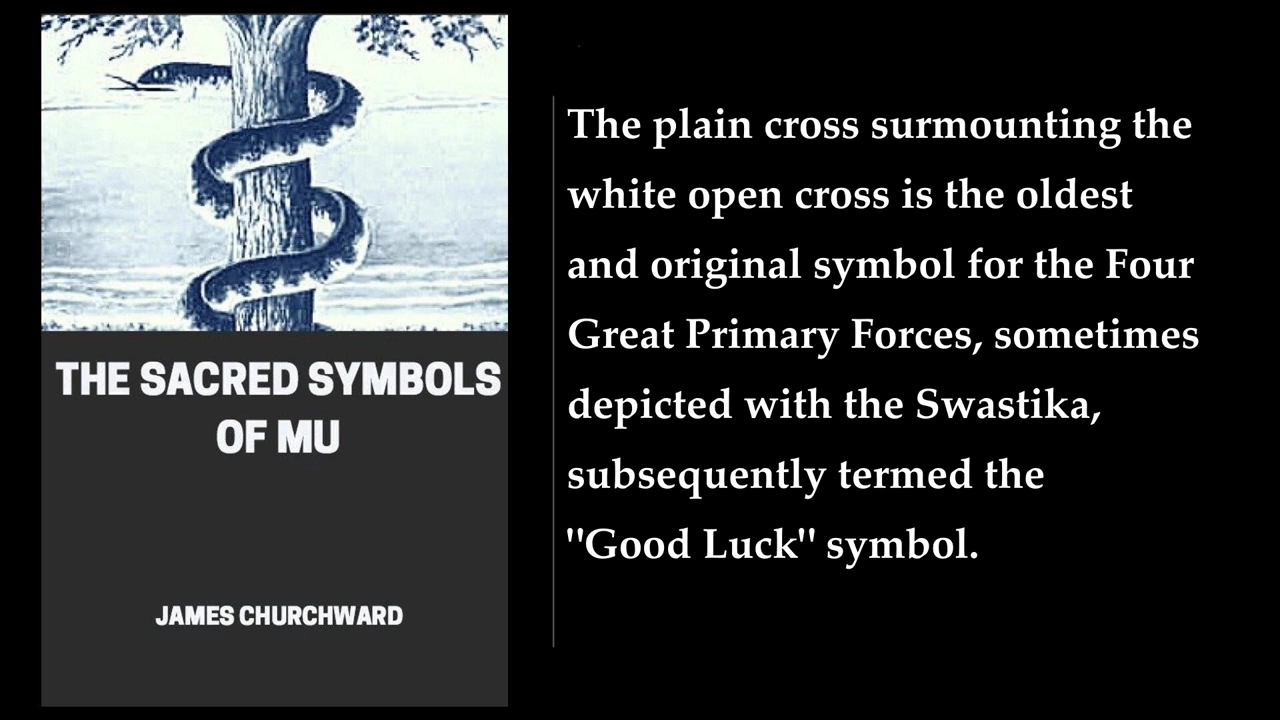 THE SACRED SYMBOLS
OF MU
JAMES CHURCHWARD
The plain cross surmounting the
white open cross is the oldest
and original symbol for the Four
Great Primary Forces, sometimes
depicted with the Swastika,
subsequently termed the
"Good Luck" symbol.